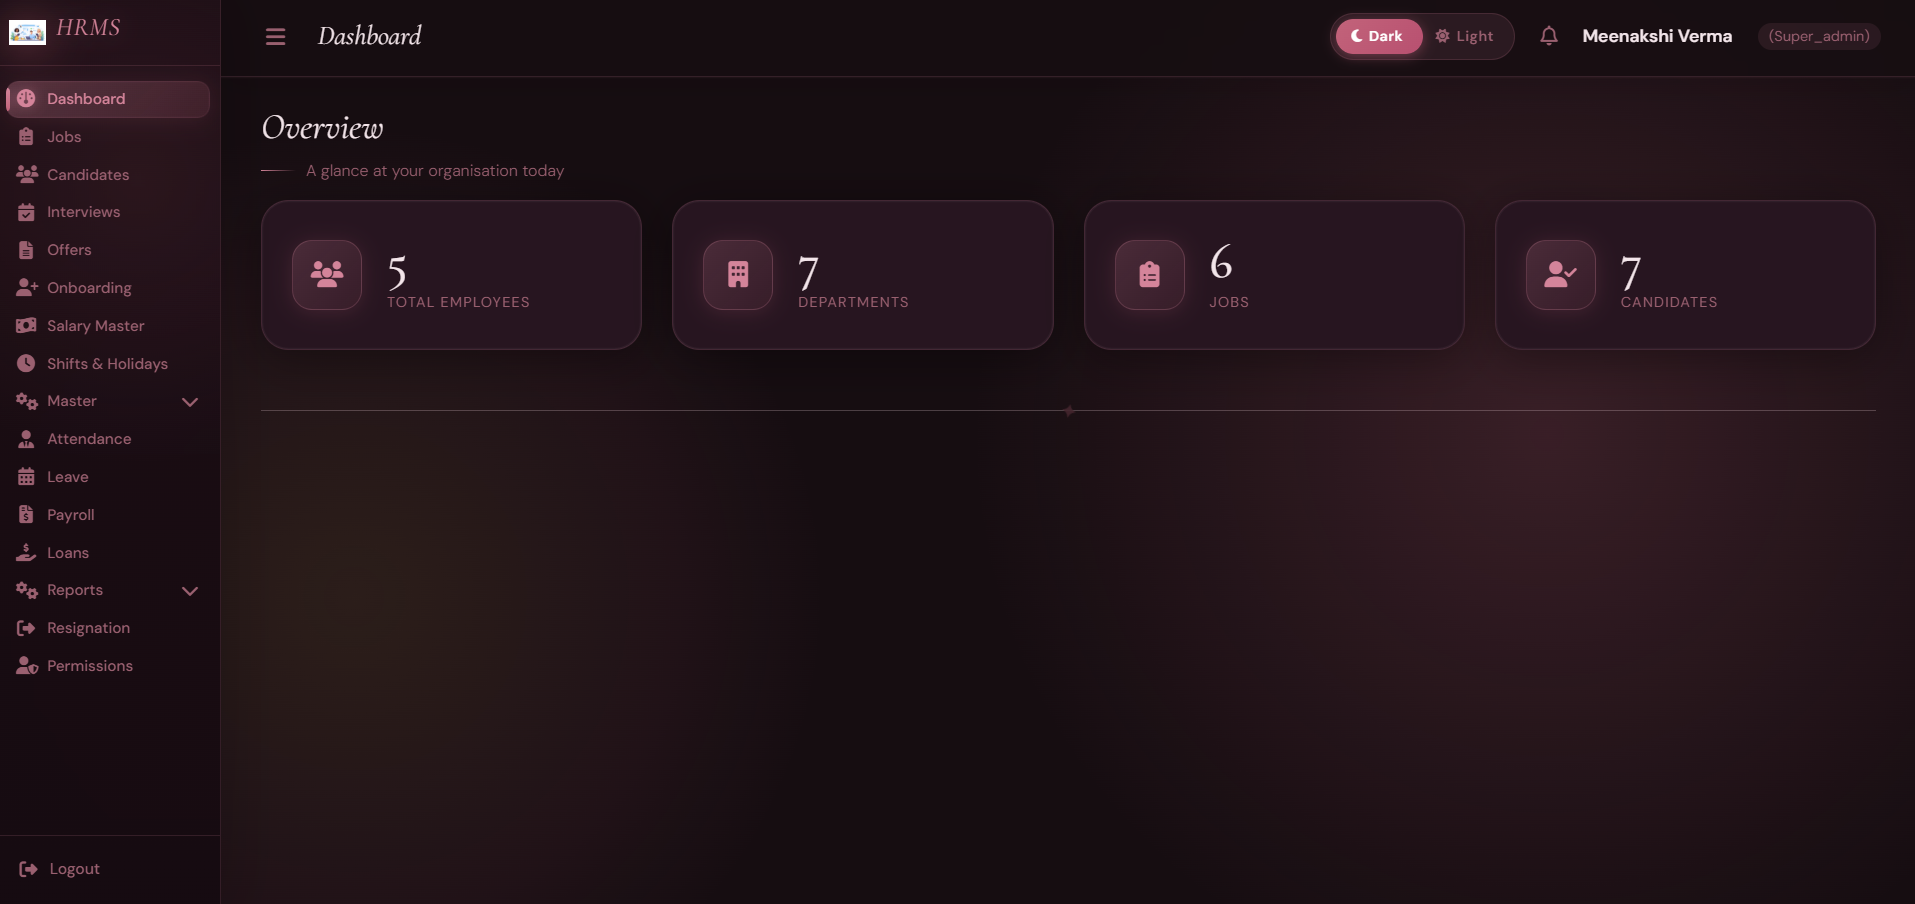 HRMS
Dashboard
Dark
Light
Meenakshi Verma
(Super_admin)
Dashboard
Jobs
Candidates
Interviews
Offers
Onboarding
Salary Master
Shifts & Holidays
Master
Attendance
Leave
Payroll
Loans
Reports
Resignation
Permissions
Logout
Overview
A glance at your organisation today
5
TOTAL EMPLOYEES
7
DEPARTMENTS
6
JOBS
7
CANDIDATES